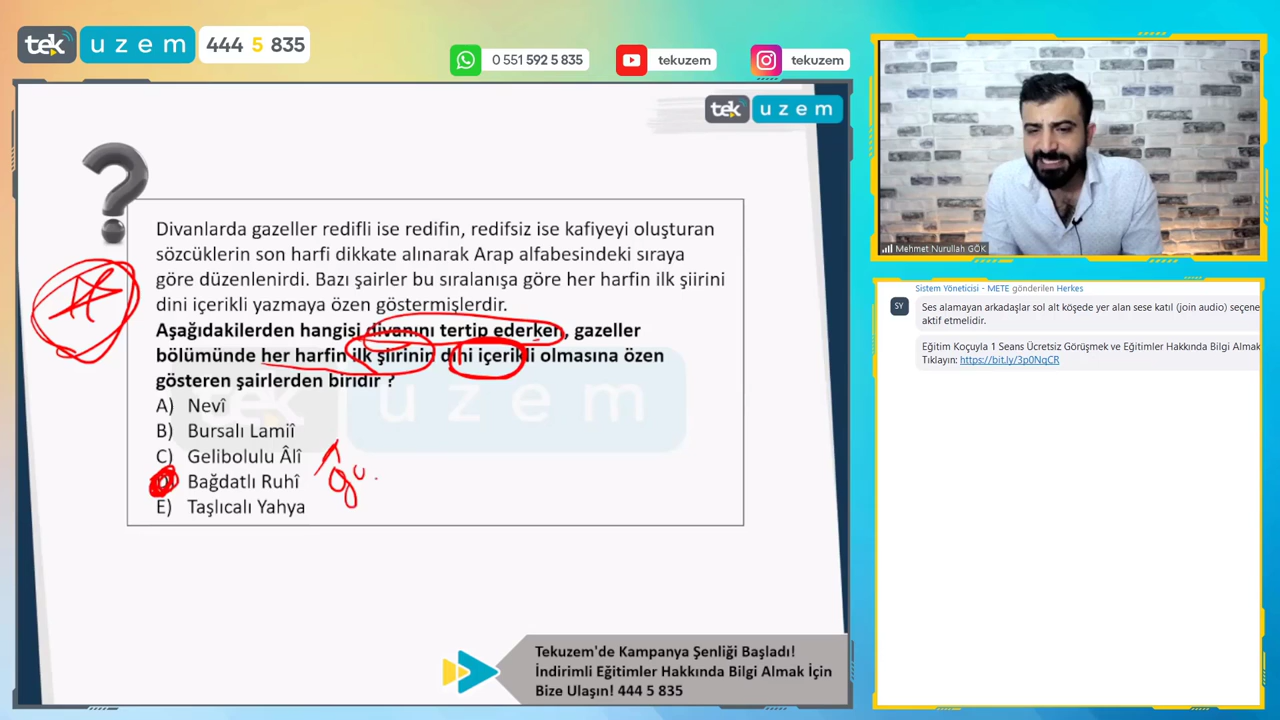 tek uzem 444 5 835
0 551 592 5 835
tekuzem
tekuzem
tek uzem
Divanlarda gazeller redifli ise redifin, redifsiz ise kafiyeyi oluşturan
sözcüklerin son harfi dikkate alınarak Arap alfabesindeki sıraya
göre düzenlenirdi. Bazı şairler bu sıralanışa göre her harfin ilk şiirini
dini içerikli yazmaya özen göstermişlerdir.
Aşağıdakilerden hangisi divanını tertip ederken, gazeller
bölümünde her harfin ilk şiirinin dini içerikli olmasına özen
gösteren şairlerden biridir ?
A) Nevî
B) Bursalı Lamiî
C) Gelibolulu Âlî
Bağdatlı Ruhî
E) Taşlıcalı Yahya
tek uzem
Tekuzem'de Kampanya Şenliği Başladı!
İndirimli Eğitimler Hakkında Bilgi Almak İçin
Bize Ulaşın! 444 5 835
Mehmet Nurullah GÖK
Sistem Yöneticisi - METE gönderilen Herkes
SY
Ses alamayan arkadaşlar sol alt köşede yer alan sese katıl (join audio) seçene
aktif etmelidir.
Eğitim Koçuyla 1 Seans Ücretsiz Görüşmek ve Eğitimler Hakkında Bilgi Almak
Tıklayın: https://bit.ly/3p0NqCR